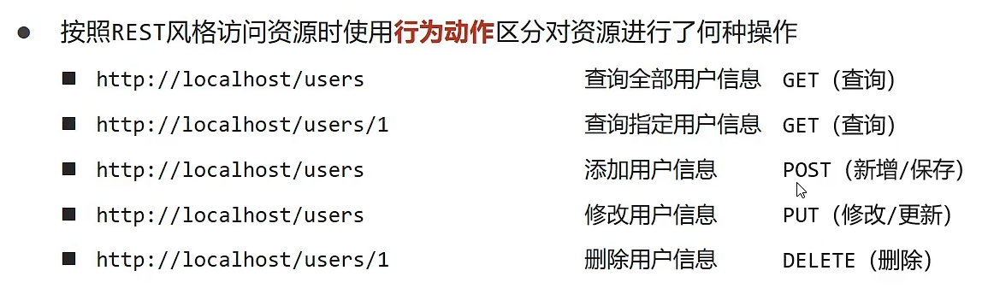 ● 按照REST风格访问资源时使用行为动作区分对资源进行了何种操作
■ http://localhost/users 查询全部用户信息 GET (查询)
■ http://localhost/users/1 查询指定用户信息 GET (查询)
■ http://localhost/users 添加用户信息 POST (新增/保存)
■ http://localhost/users 修改用户信息 PUT (修改/更新)
■ http://localhost/users/1 删除用户信息 DELETE (删除)